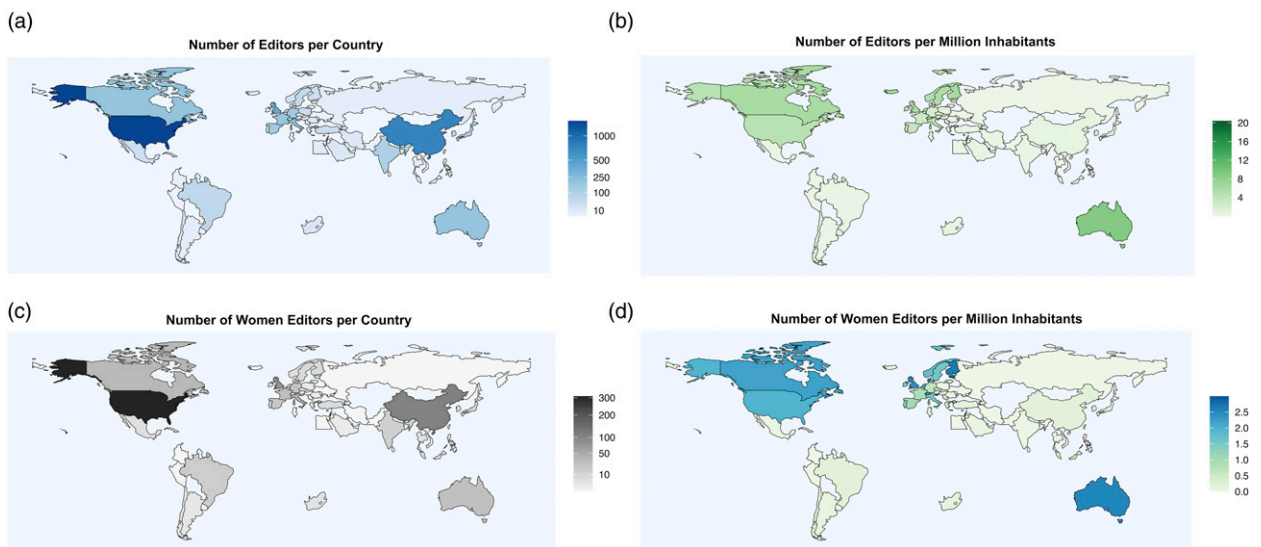 (a)
Number of Editors per Country
1000
500
250
100
10
(b)
Number of Editors per Million Inhabitants
20
16
12
8
4
(c)
Number of Women Editors per Country
300
200
100
50
10
(d)
Number of Women Editors per Million Inhabitants
2.5
2.0
1.5
1.0
0.5
0.0